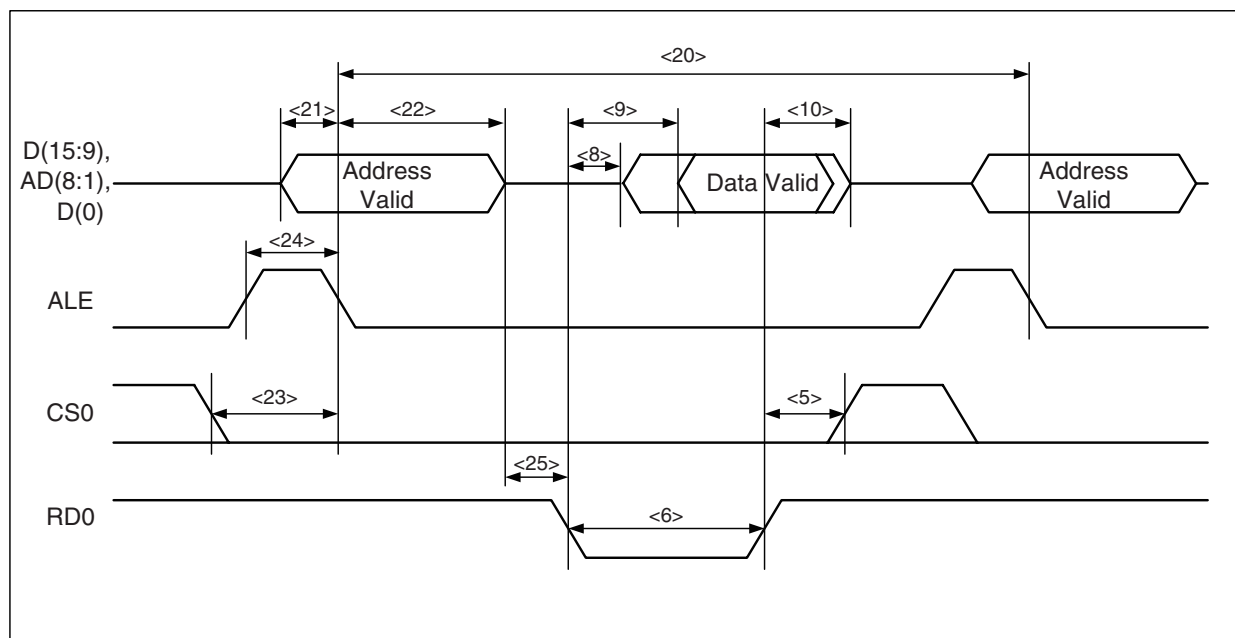 <20>
<21>
<22>
<9>
<10>
<8>
D(15:9),
AD(8:1),
D(0)
Address
Valid
Data Valid
Address
Valid
<24>
ALE
<23>
<5>
CS0
<25>
<6>
RD0